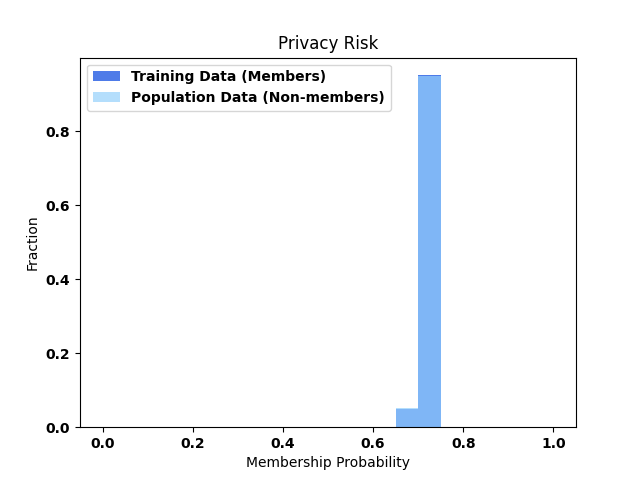 Privacy Risk
Training Data (Members)
Population Data (Non-members)
0.8
0.6
0.4
0.2
0.0
Fraction
0.0 0.2 0.4 0.6 0.8 1.0
Membership Probability